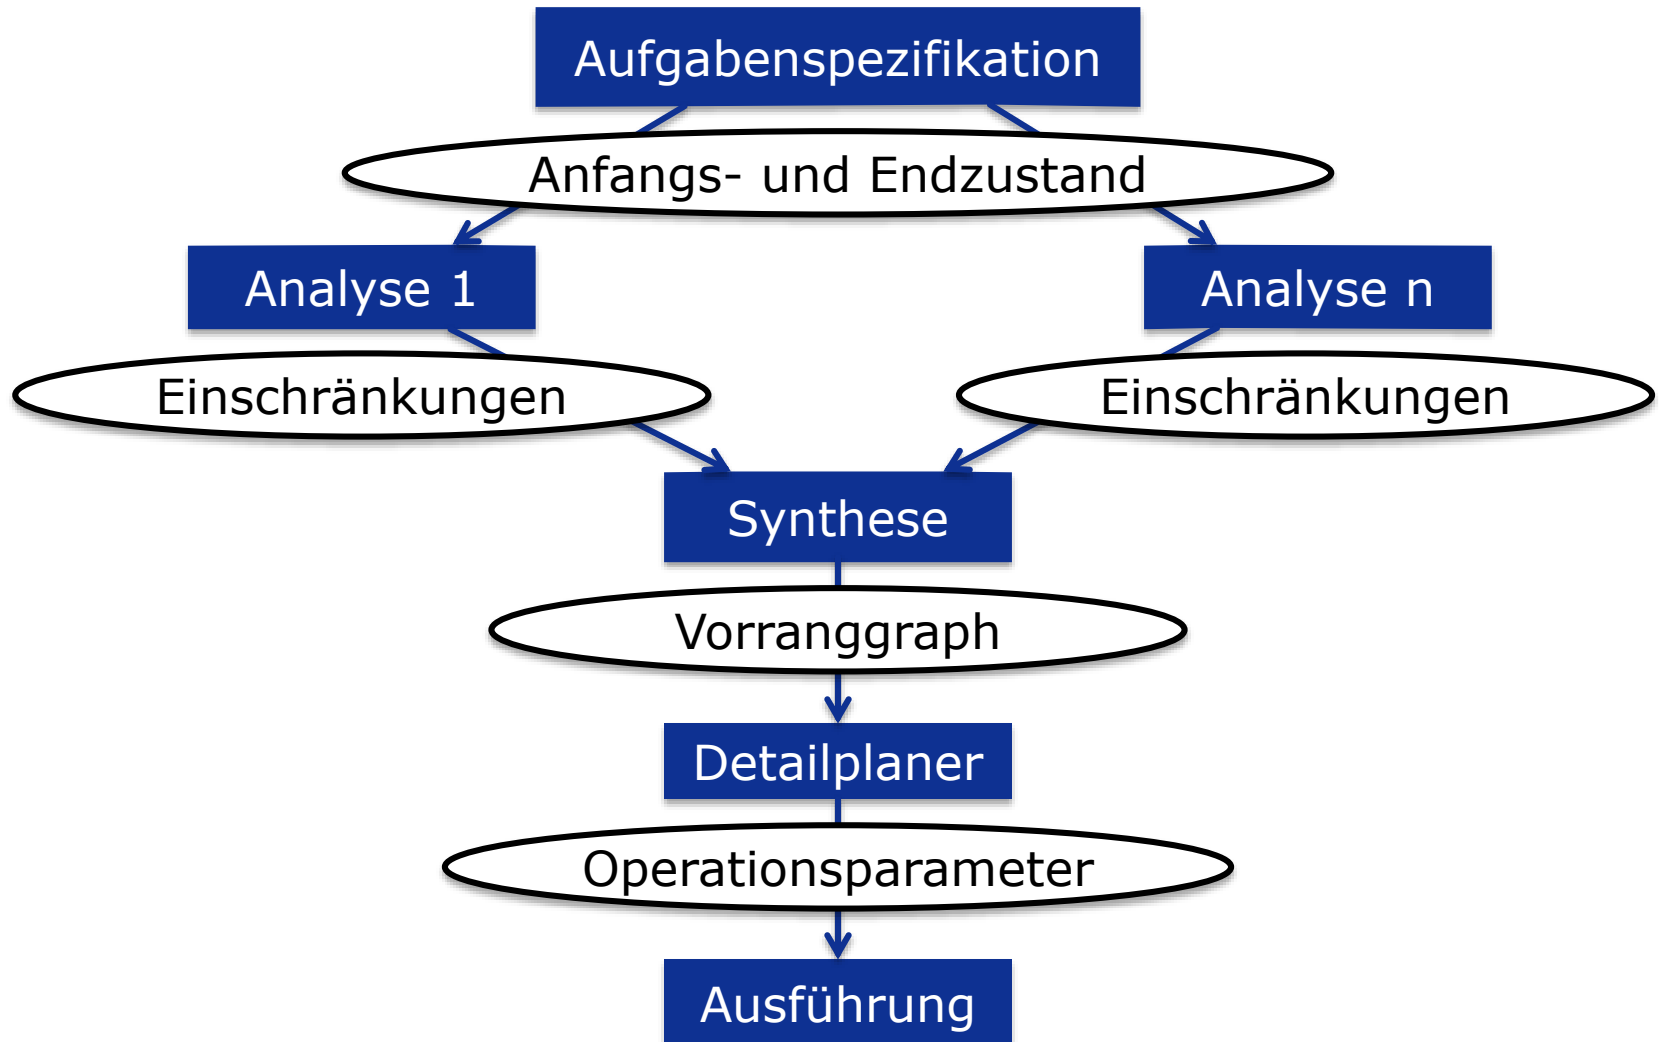 Aufgabenspezifikation
Anfangs- und Endzustand
Analyse 1
Analyse n
Einschränkungen
Einschränkungen
Synthese
Vorranggraph
Detailplaner
Operationsparameter
Ausführung